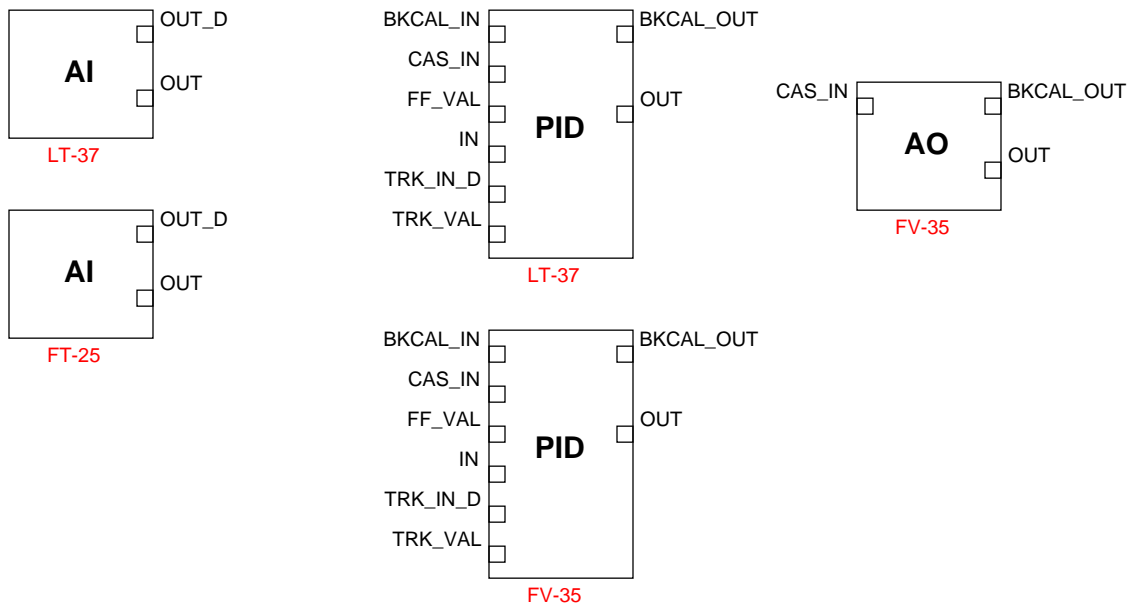 OUT_D
AI
OUT
LT-37
OUT_D
AI
OUT
FT-25
BKCAL_IN
BKCAL_OUT
CAS_IN
FF_VAL
OUT
PID
IN
TRK_IN_D
TRK_VAL
LT-37
BKCAL_IN
BKCAL_OUT
CAS_IN
FF_VAL
OUT
PID
IN
TRK_IN_D
TRK_VAL
FV-35
CAS_IN
BKCAL_OUT
AO
OUT
FV-35